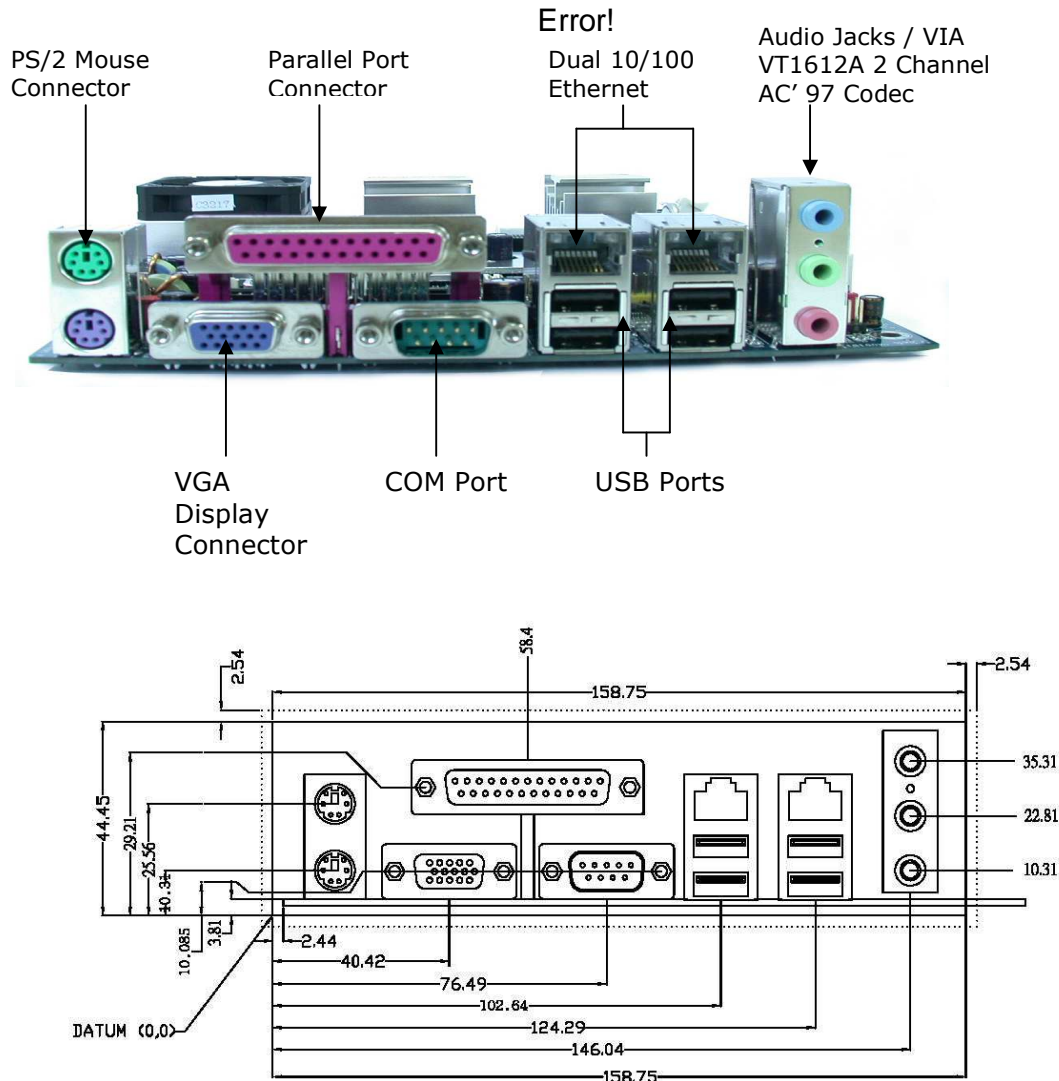 Error!
PS/2 Mouse
Connector
Parallel Port
Connector
Dual 10/100
Ethernet
Audio Jacks / VIA
VT1612A 2 Channel
AC’ 97 Codec
C3217
VGA
Display
Connector
COM Port
USB Ports
58.4
2.54
2.54
158.75
44.45
29.21
25.56
10.31
10.085
3.81
35.31
22.81
10.31
2.44
40.42
76.49
102.64
DATUM (0,0)
124.29
146.04
158.75